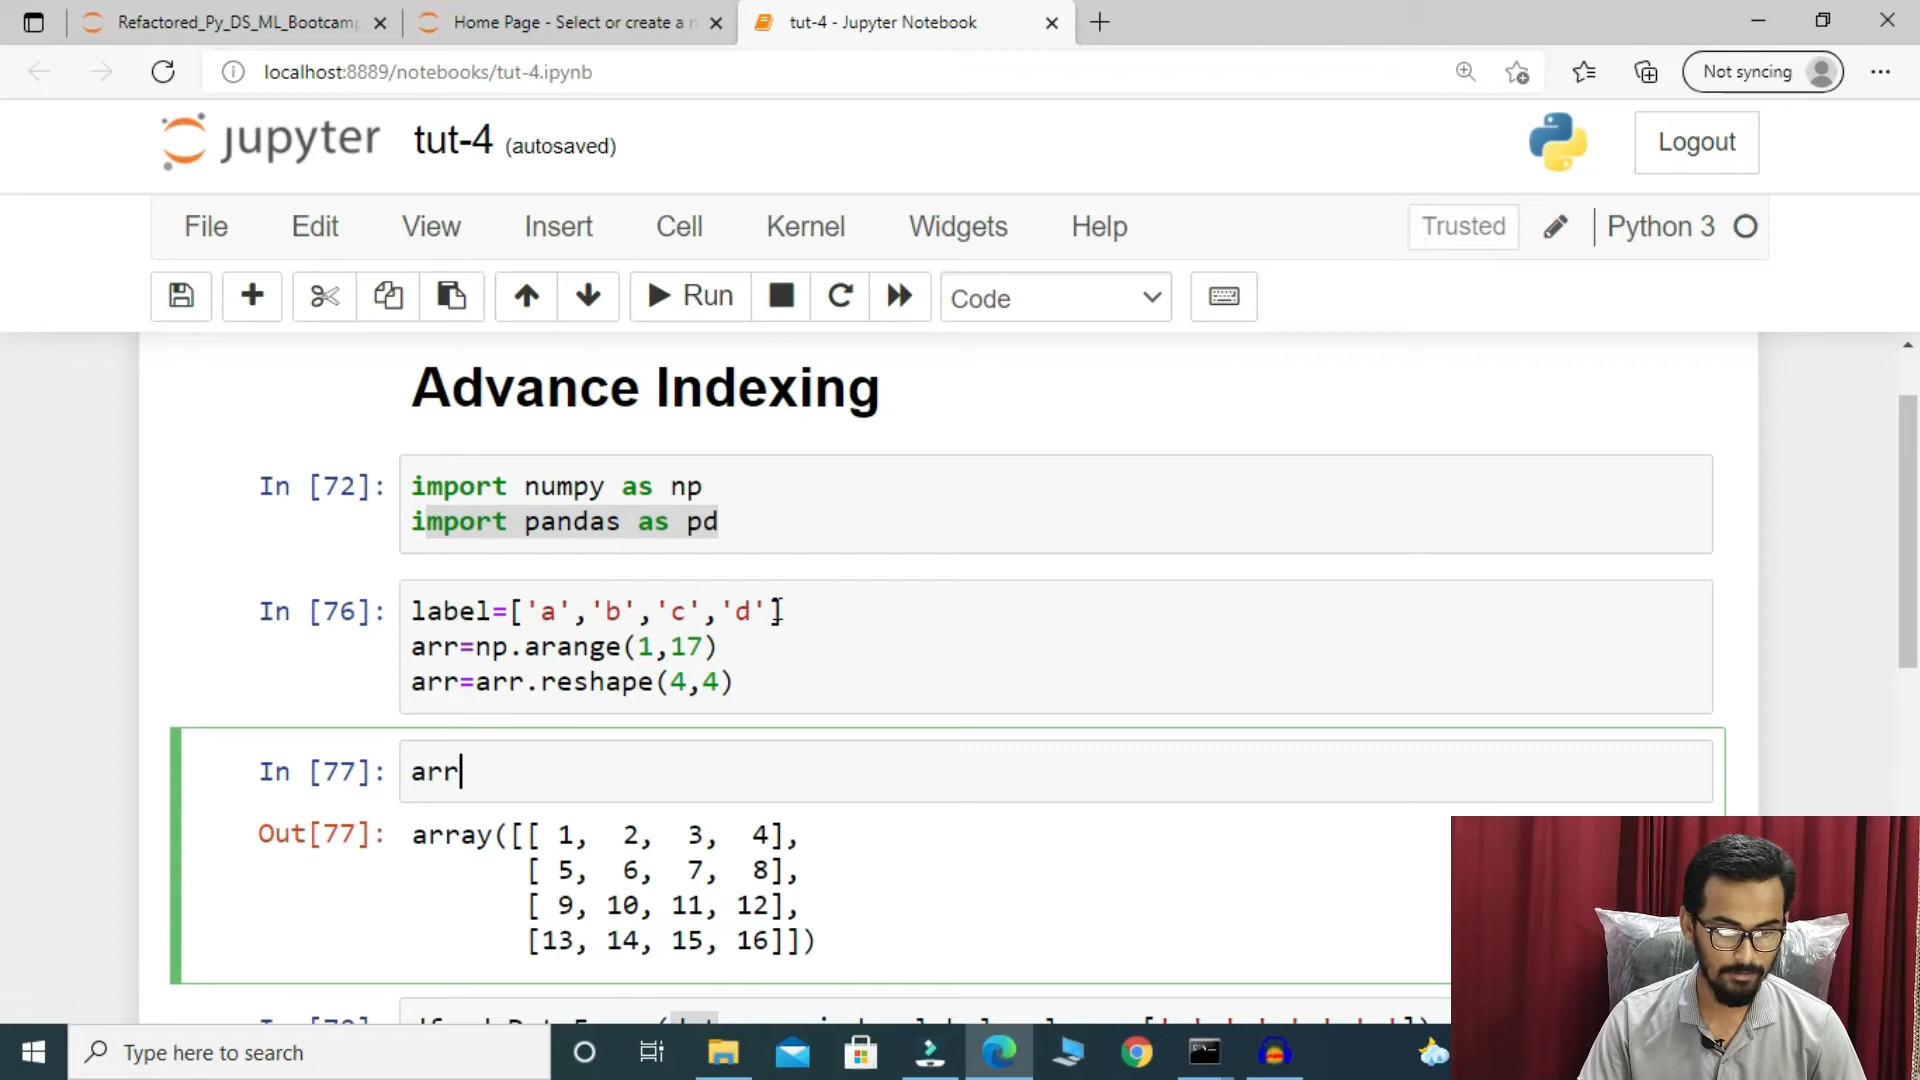 Refactored_Py_DS_ML_Bootcamp
Home Page - Select or create a n
tut-4 - Jupyter Notebook
localhost:8889/notebooks/tut-4.ipynb
Not syncing
jupyter
tut-4 (autosaved)
Logout
File Edit View Insert Cell Kernel Widgets Help
Trusted
Python 3
Run
Code
Advance Indexing
In [72]: import numpy as np
import pandas as pd
In [76]: label=['a','b','c','d']
arr=np.arange(1,17)
arr=arr.reshape(4,4)
In [77]: arr
Out[77]: array([[ 1, 2, 3, 4],
[ 5, 6, 7, 8],
[ 9, 10, 11, 12],
[13, 14, 15, 16]])
Type here to search